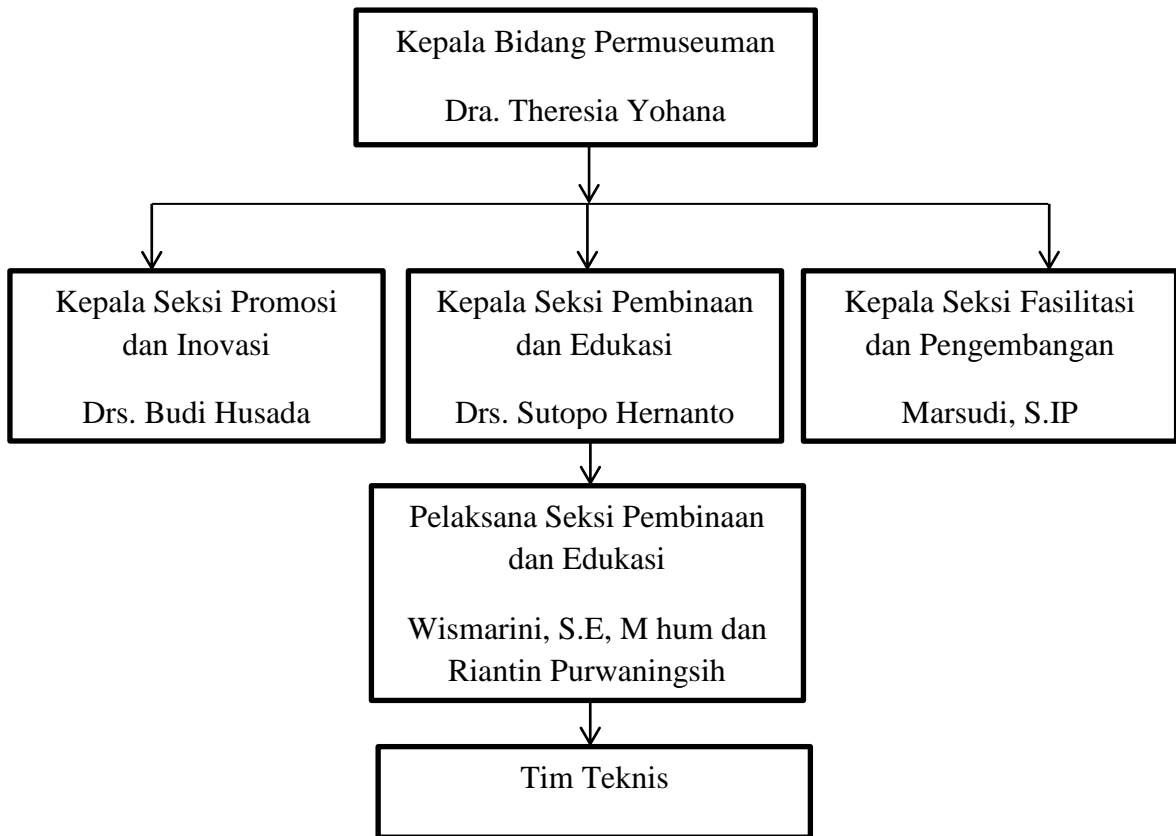 Kepala Bidang Permuseuman
Dra. Theresia Yohana
Kepala Seksi Promosi
dan Inovasi
Drs. Budi Husada
Kepala Seksi Pembinaan
dan Edukasi
Drs. Sutopo Hernanto
Kepala Seksi Fasilitasi
dan Pengembangan
Marsudi, S.IP
Pelaksana Seksi Pembinaan
dan Edukasi
Wismarini, S.E, M hum dan
Riantin Purwaningsih
Tim Teknis